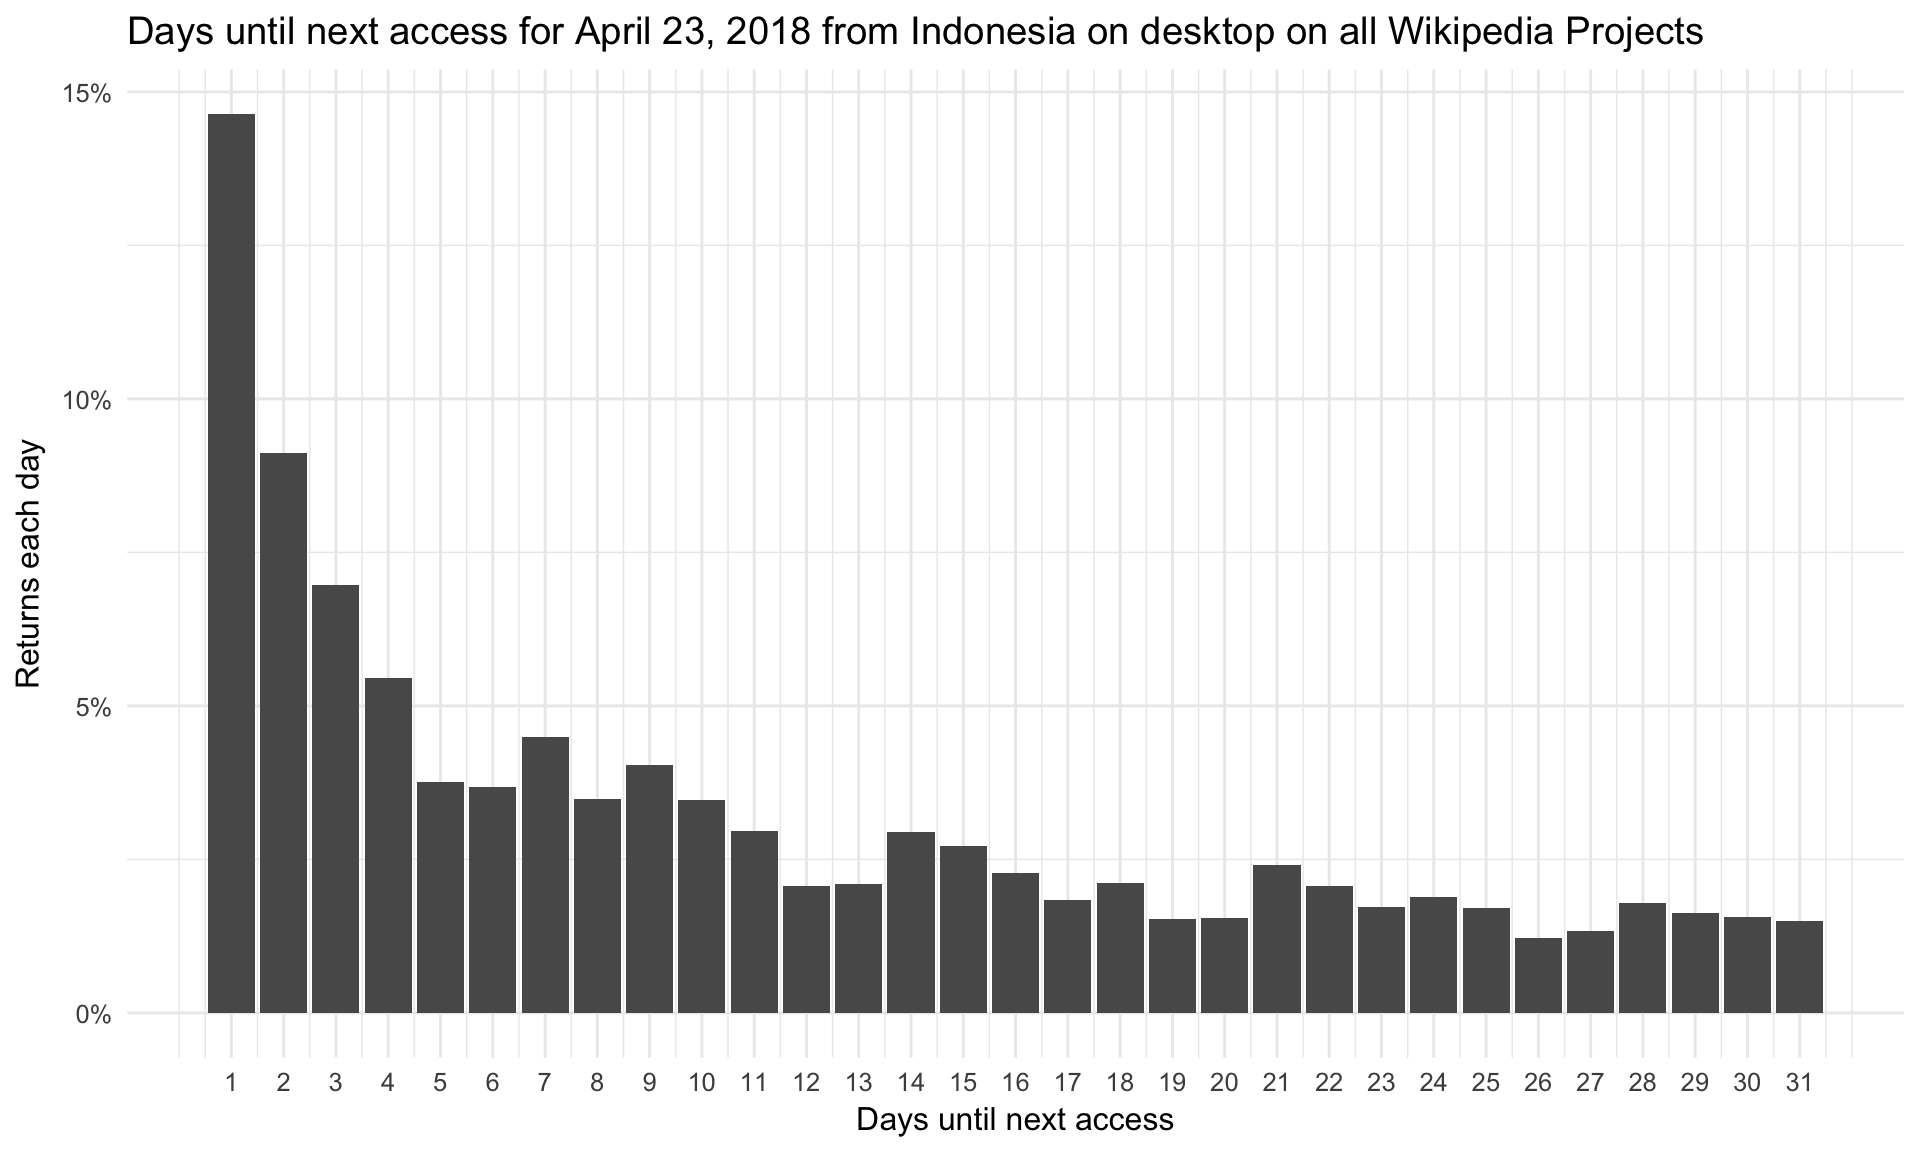 Days until next access for April 23, 2018 from Indonesia on desktop on all Wikipedia Projects
15%
10%
5%
0%
Returns each day
1 2 3 4 5 6 7 8 9 10 11 12 13 14 15 16 17 18 19 20 21 22 23 24 25 26 27 28 29 30 31
Days until next access